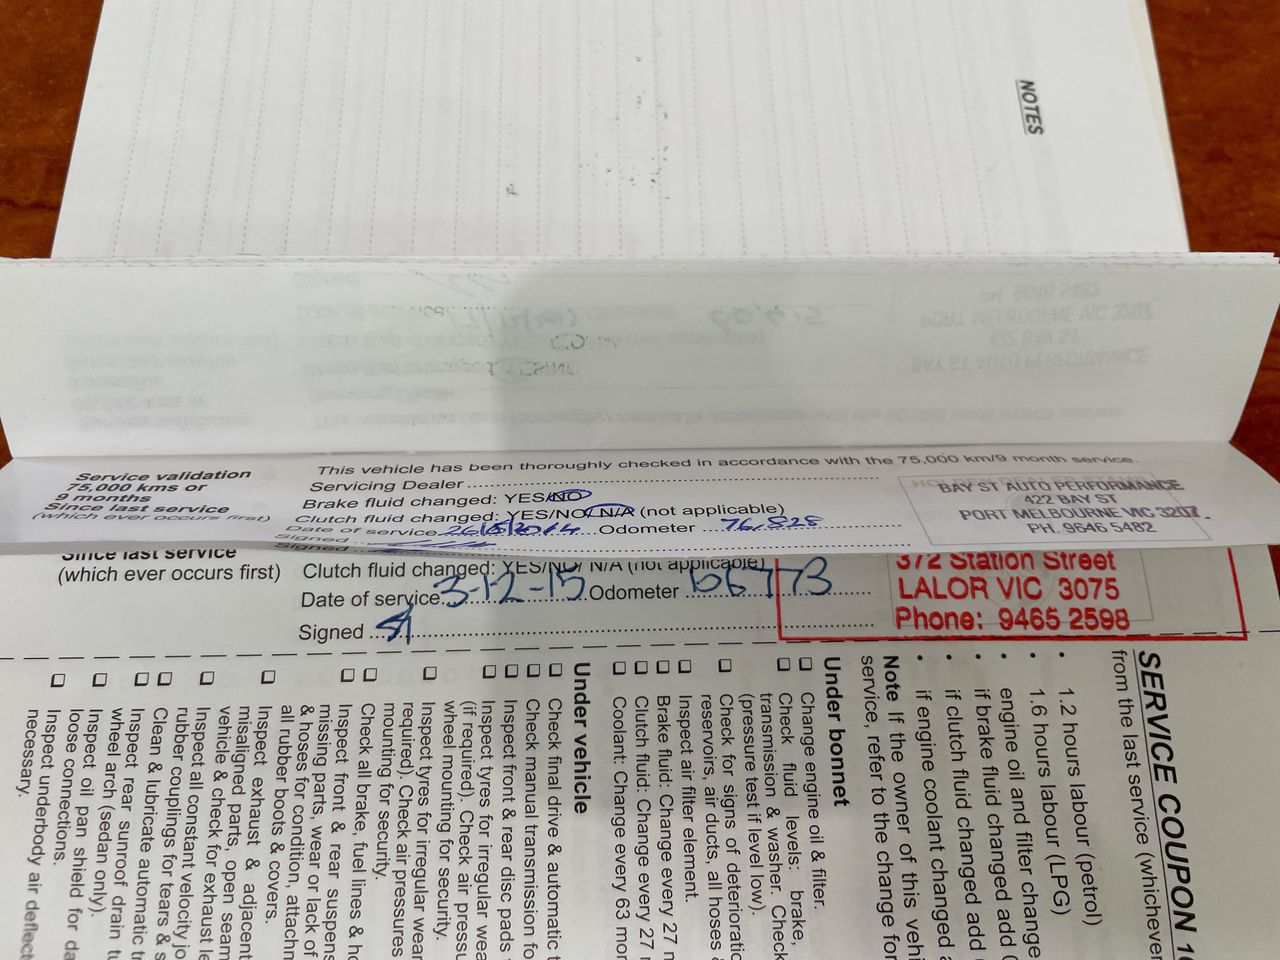 NOTES
Service validation
75,000 kms or
9 months
Since last service
(which ever occurs first)
This vehicle has been thoroughly checked in accordance with the 75,000 km/9 month service.
Servicing Dealer
Brake fluid changed: YES/NO
Clutch fluid changed: YES/NO/ N/A (not applicable)
Date of service 26/8/2014 Odometer 76,828
Signed
BAY ST AUTO PERFORMANCE
422 BAY ST
PORT MELBOURNE VIC 3207.
PH. 9646 5482
Signed
Since last service
(which ever occurs first)
Clutch fluid changed: YES/NO/ N/A (not applicable)
Date of service 3-12-15 Odometer
Signed
372 Station Street
LALOR VIC 3075
Phone: 9465 2598
SERVICE COUPON
from the last service (whichever
• 1.2 hours labour (petrol)
• 1.6 hours labour (LPG)
• engine oil and filter change
• if brake fluid changed add
• if clutch fluid changed add
• if engine coolant changed
Note If the owner of this
service, refer to the change for
Under bonnet
Change engine oil & filter.
Check fluid levels: brake,
transmission & washer. Check
(pressure test if level low).
Check for signs of
reservoirs, air ducts, all hoses
Inspect air filter element.
Brake fluid: Change every 27
Clutch fluid: Change every 27
Coolant: Change every 63
Under vehicle
Check final drive & automatic
Check manual transmission
Inspect front & rear disc pads
Inspect tyres for irregular
(if required). Check air
wheel mounting for security.
Inspect tyres for irregular wear
required). Check air pressures
mounting for security.
Check all brake, fuel lines &
Inspect front & rear
missing parts, wear or lack of
& hoses for condition,
all rubber boots & covers.
Inspect exhaust & adjacent
misaligned parts, open
vehicle & check for exhaust
Inspect all constant velocity
rubber couplings for tears &
Clean & lubricate automatic
Inspect rear sunroof drain
wheel arch (sedan only).
Inspect oil pan shield for
loose connections.
Inspect underbody air
necessary.